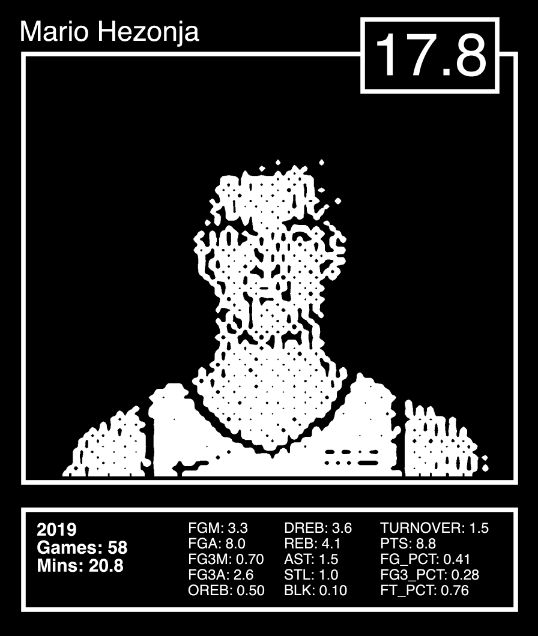 Mario Hezonja
17.8
2019
Games: 58
Mins: 20.8
FGM: 3.3
FGA: 8.0
FG3M: 0.70
FG3A: 2.6
OREB: 0.50
DREB: 3.6
REB: 4.1
AST: 1.5
STL: 1.0
BLK: 0.10
TURNOVER: 1.5
PTS: 8.8
FG_PCT: 0.41
FG3_PCT: 0.28
FT_PCT: 0.76